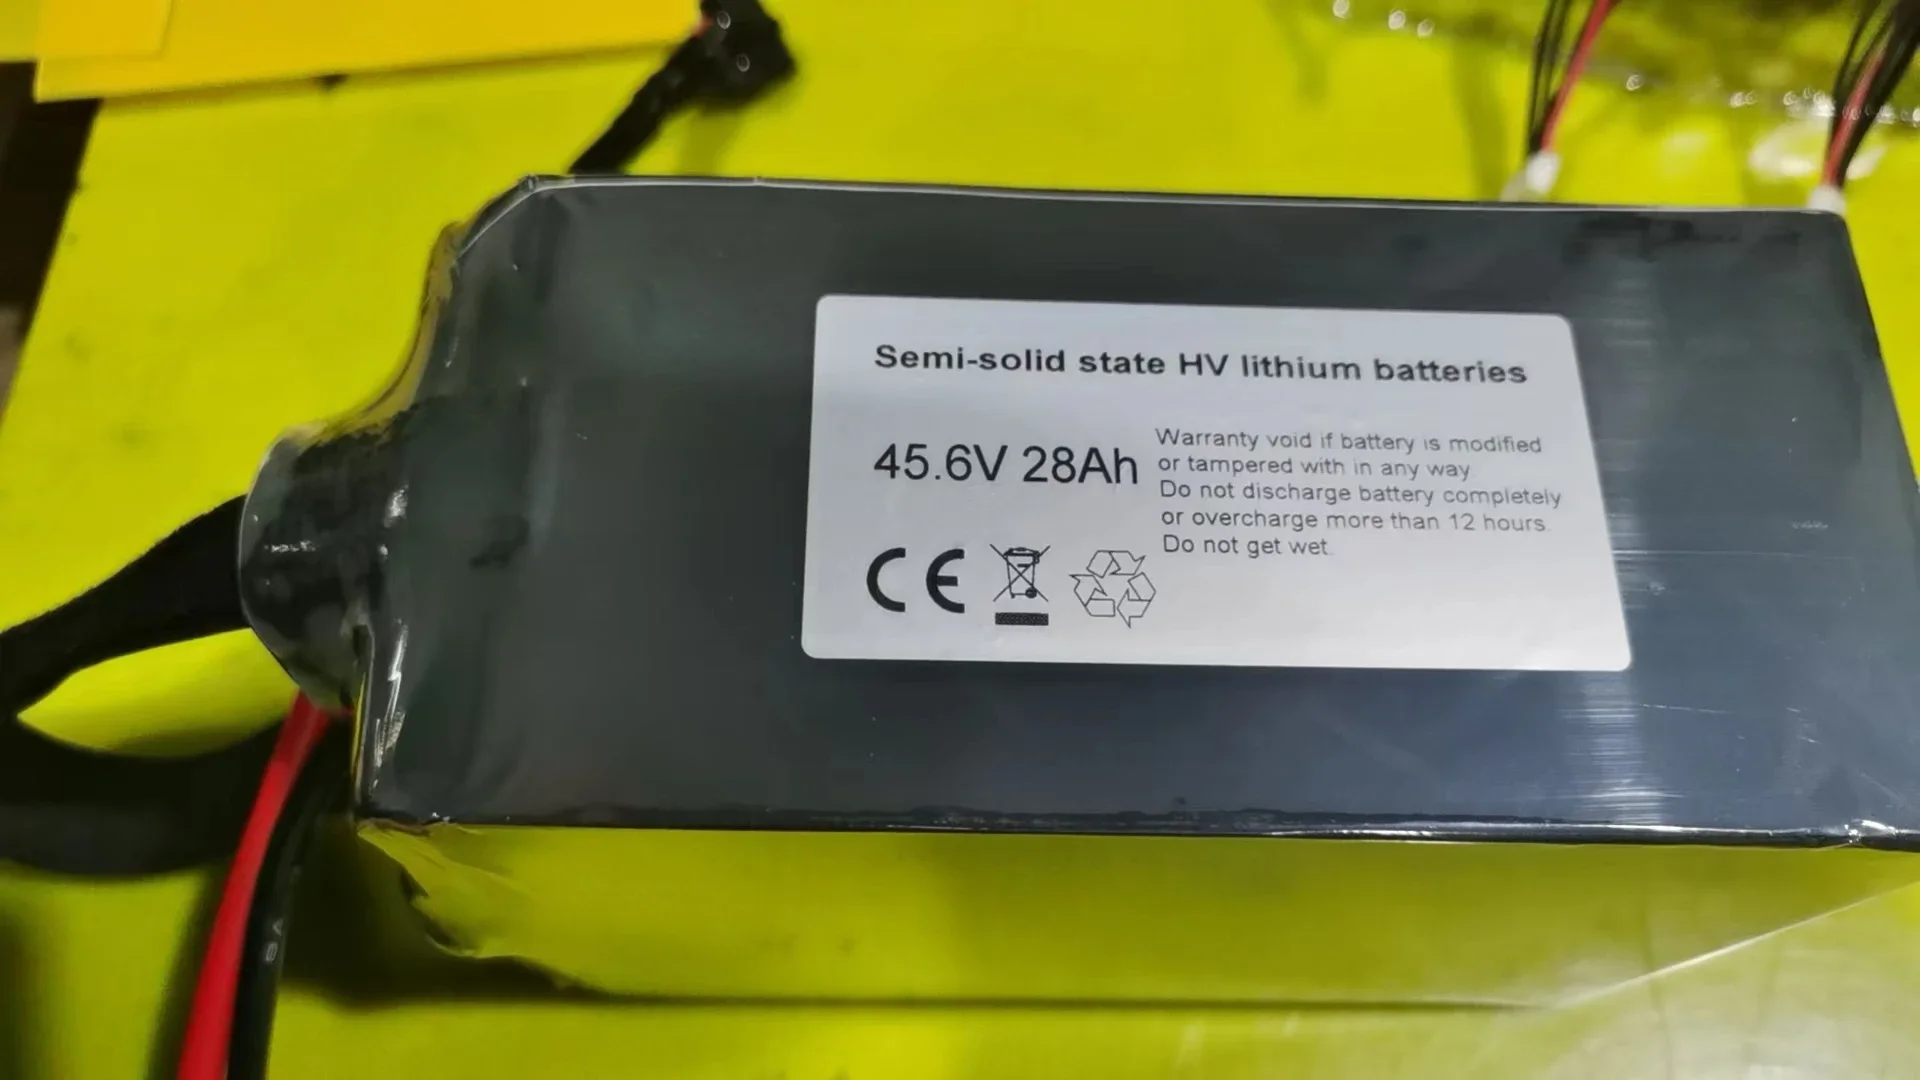 Semi-solid state HV lithium batteries
45.6V 28Ah
Warranty void if battery is modified
or tampered with in any way.
Do not discharge battery completely
or overcharge more than 12 hours.
Do not get wet.
CE